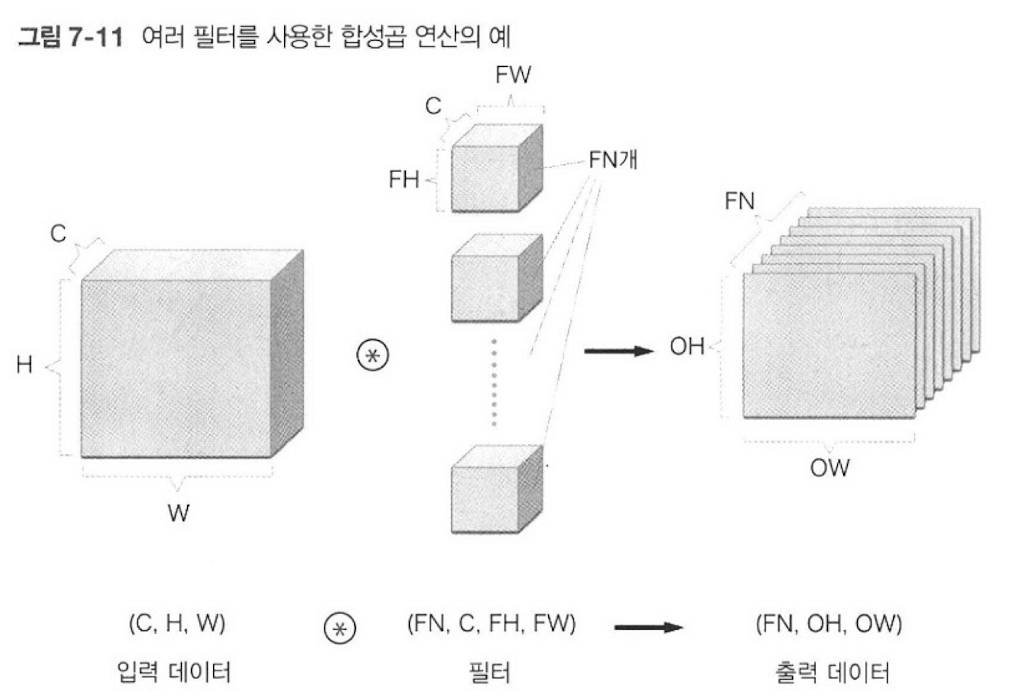 그림 7-11 여러 필터를 사용한 합성곱 연산의 예
FW
C
FH
FN개
C
H
W
FN
OH
OW
(C, H, W) (FN, C, FH, FW) (FN, OH, OW)
입력 데이터 필터 출력 데이터